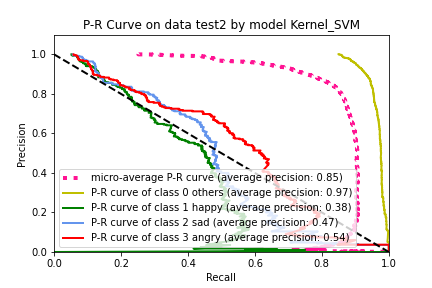 P-R Curve on data test2 by model Kernel_SVM
1.0
0.8
0.6
0.4
0.2
0.0
Precision
micro-average P-R curve (average precision: 0.85)
P-R curve of class 0 others (average precision: 0.97)
P-R curve of class 1 happy (average precision: 0.38)
P-R curve of class 2 sad (average precision: 0.47)
P-R curve of class 3 angry (average precision: 0.54)
0.0 0.2 0.4 0.6 0.8 1.0
Recall